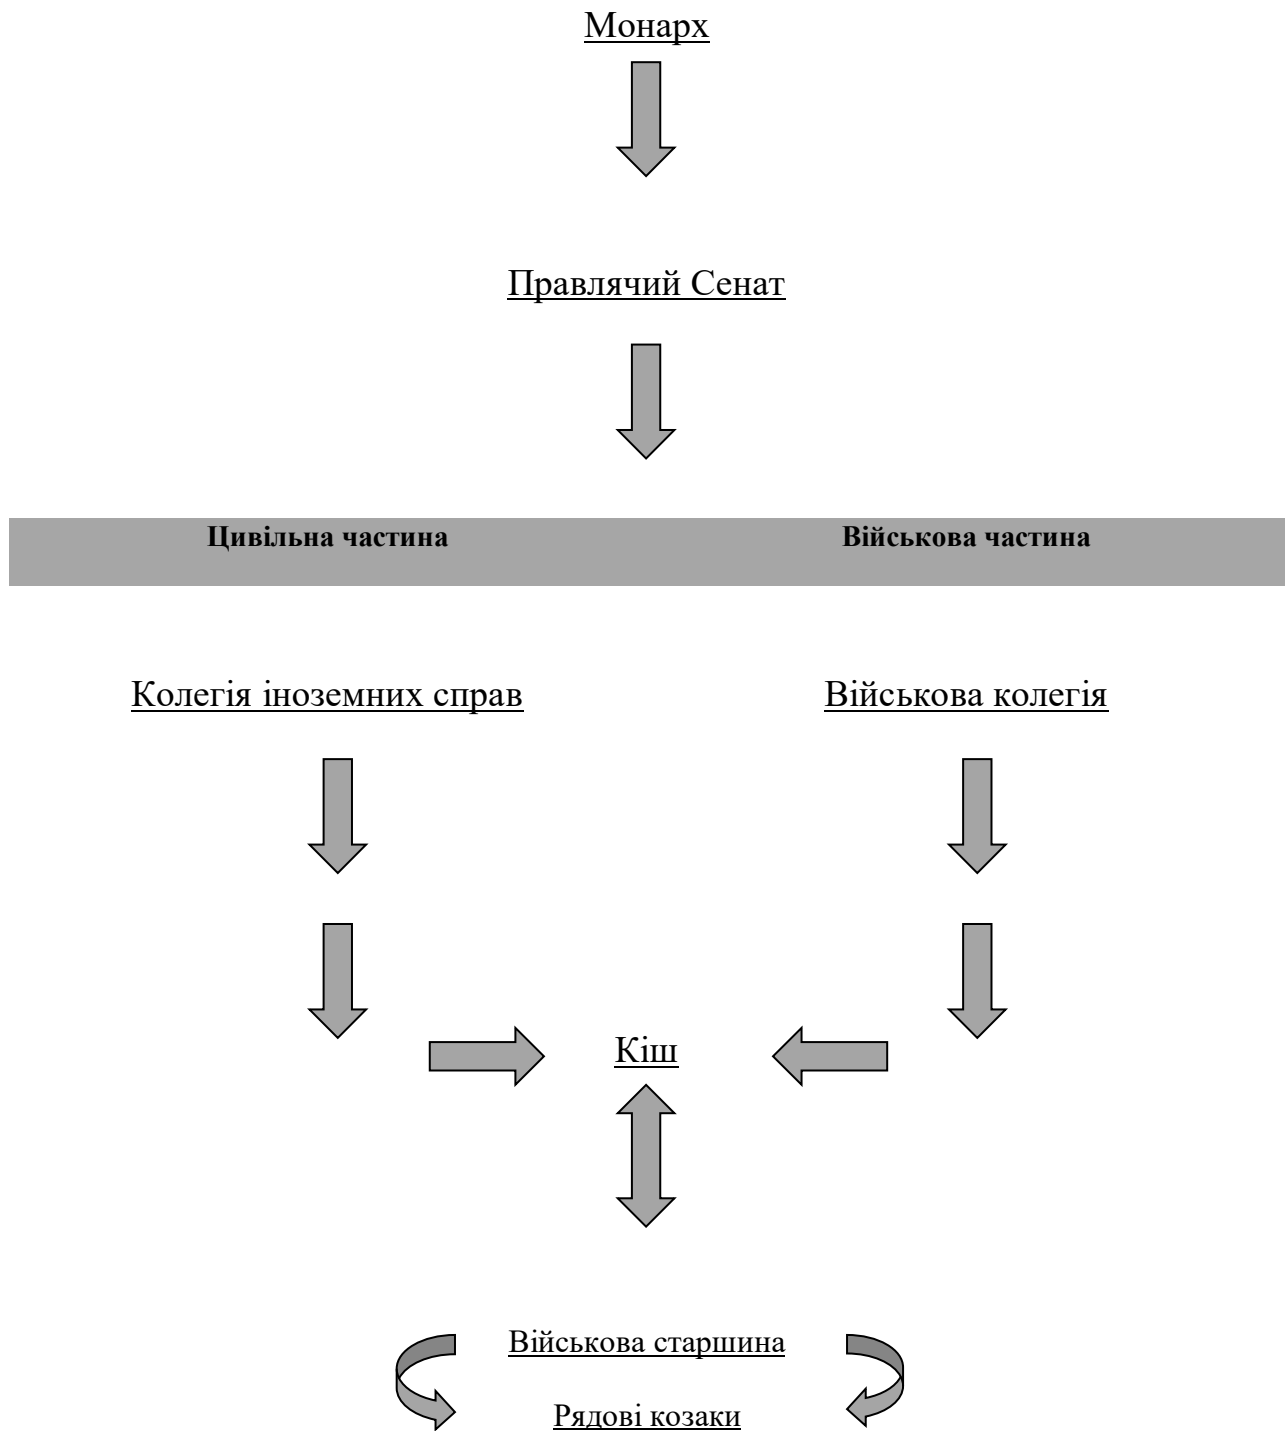 Монарх
Правлячий Сенат
Цивільна частина
Військова частина
Колегія іноземних справ
Військова колегія
Кіш
Військова старшина
Рядові козаки